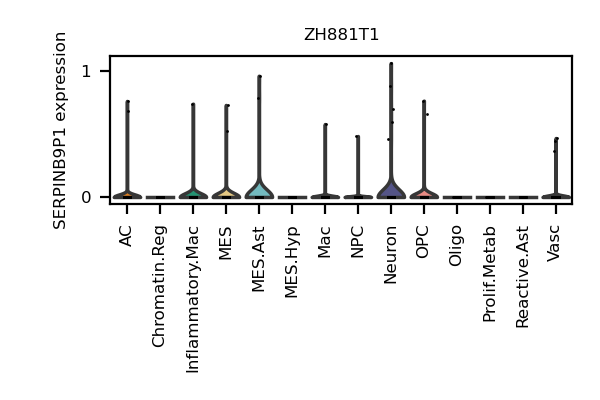 ZH881T1
SERPINB9P1 expression
1
0
AC
Chromatin.Reg
Inflammatory.Mac
MES
MES.Ast
MES.Hyp
Mac
NPC
Neuron
OPC
Oligo
Prolif.Metab
Reactive.Ast
Vasc